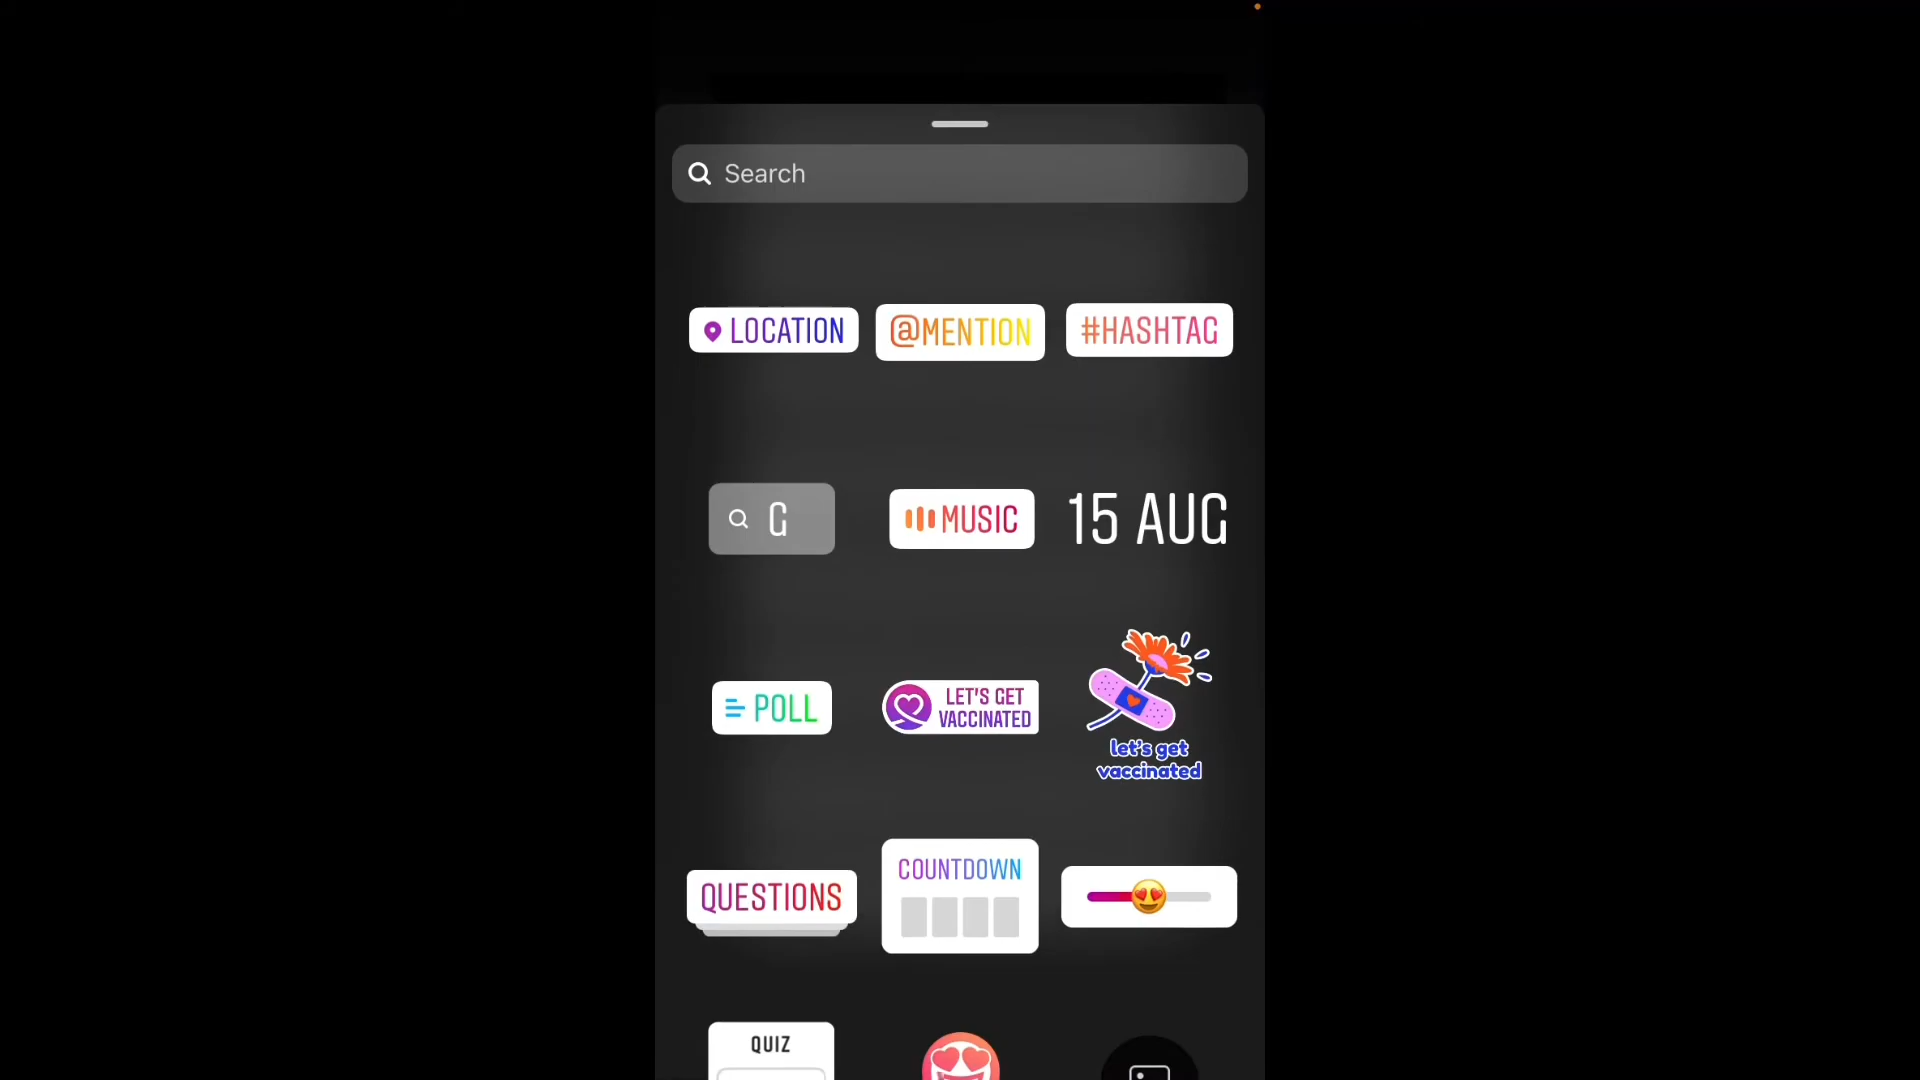 Search
LOCATION
@MENTION
#HASHTAG
G
MUSIC
15 AUG
POLL
LET'S GET
VACCINATED
let's get
vaccinated
QUESTIONS
COUNTDOWN
QUIZ